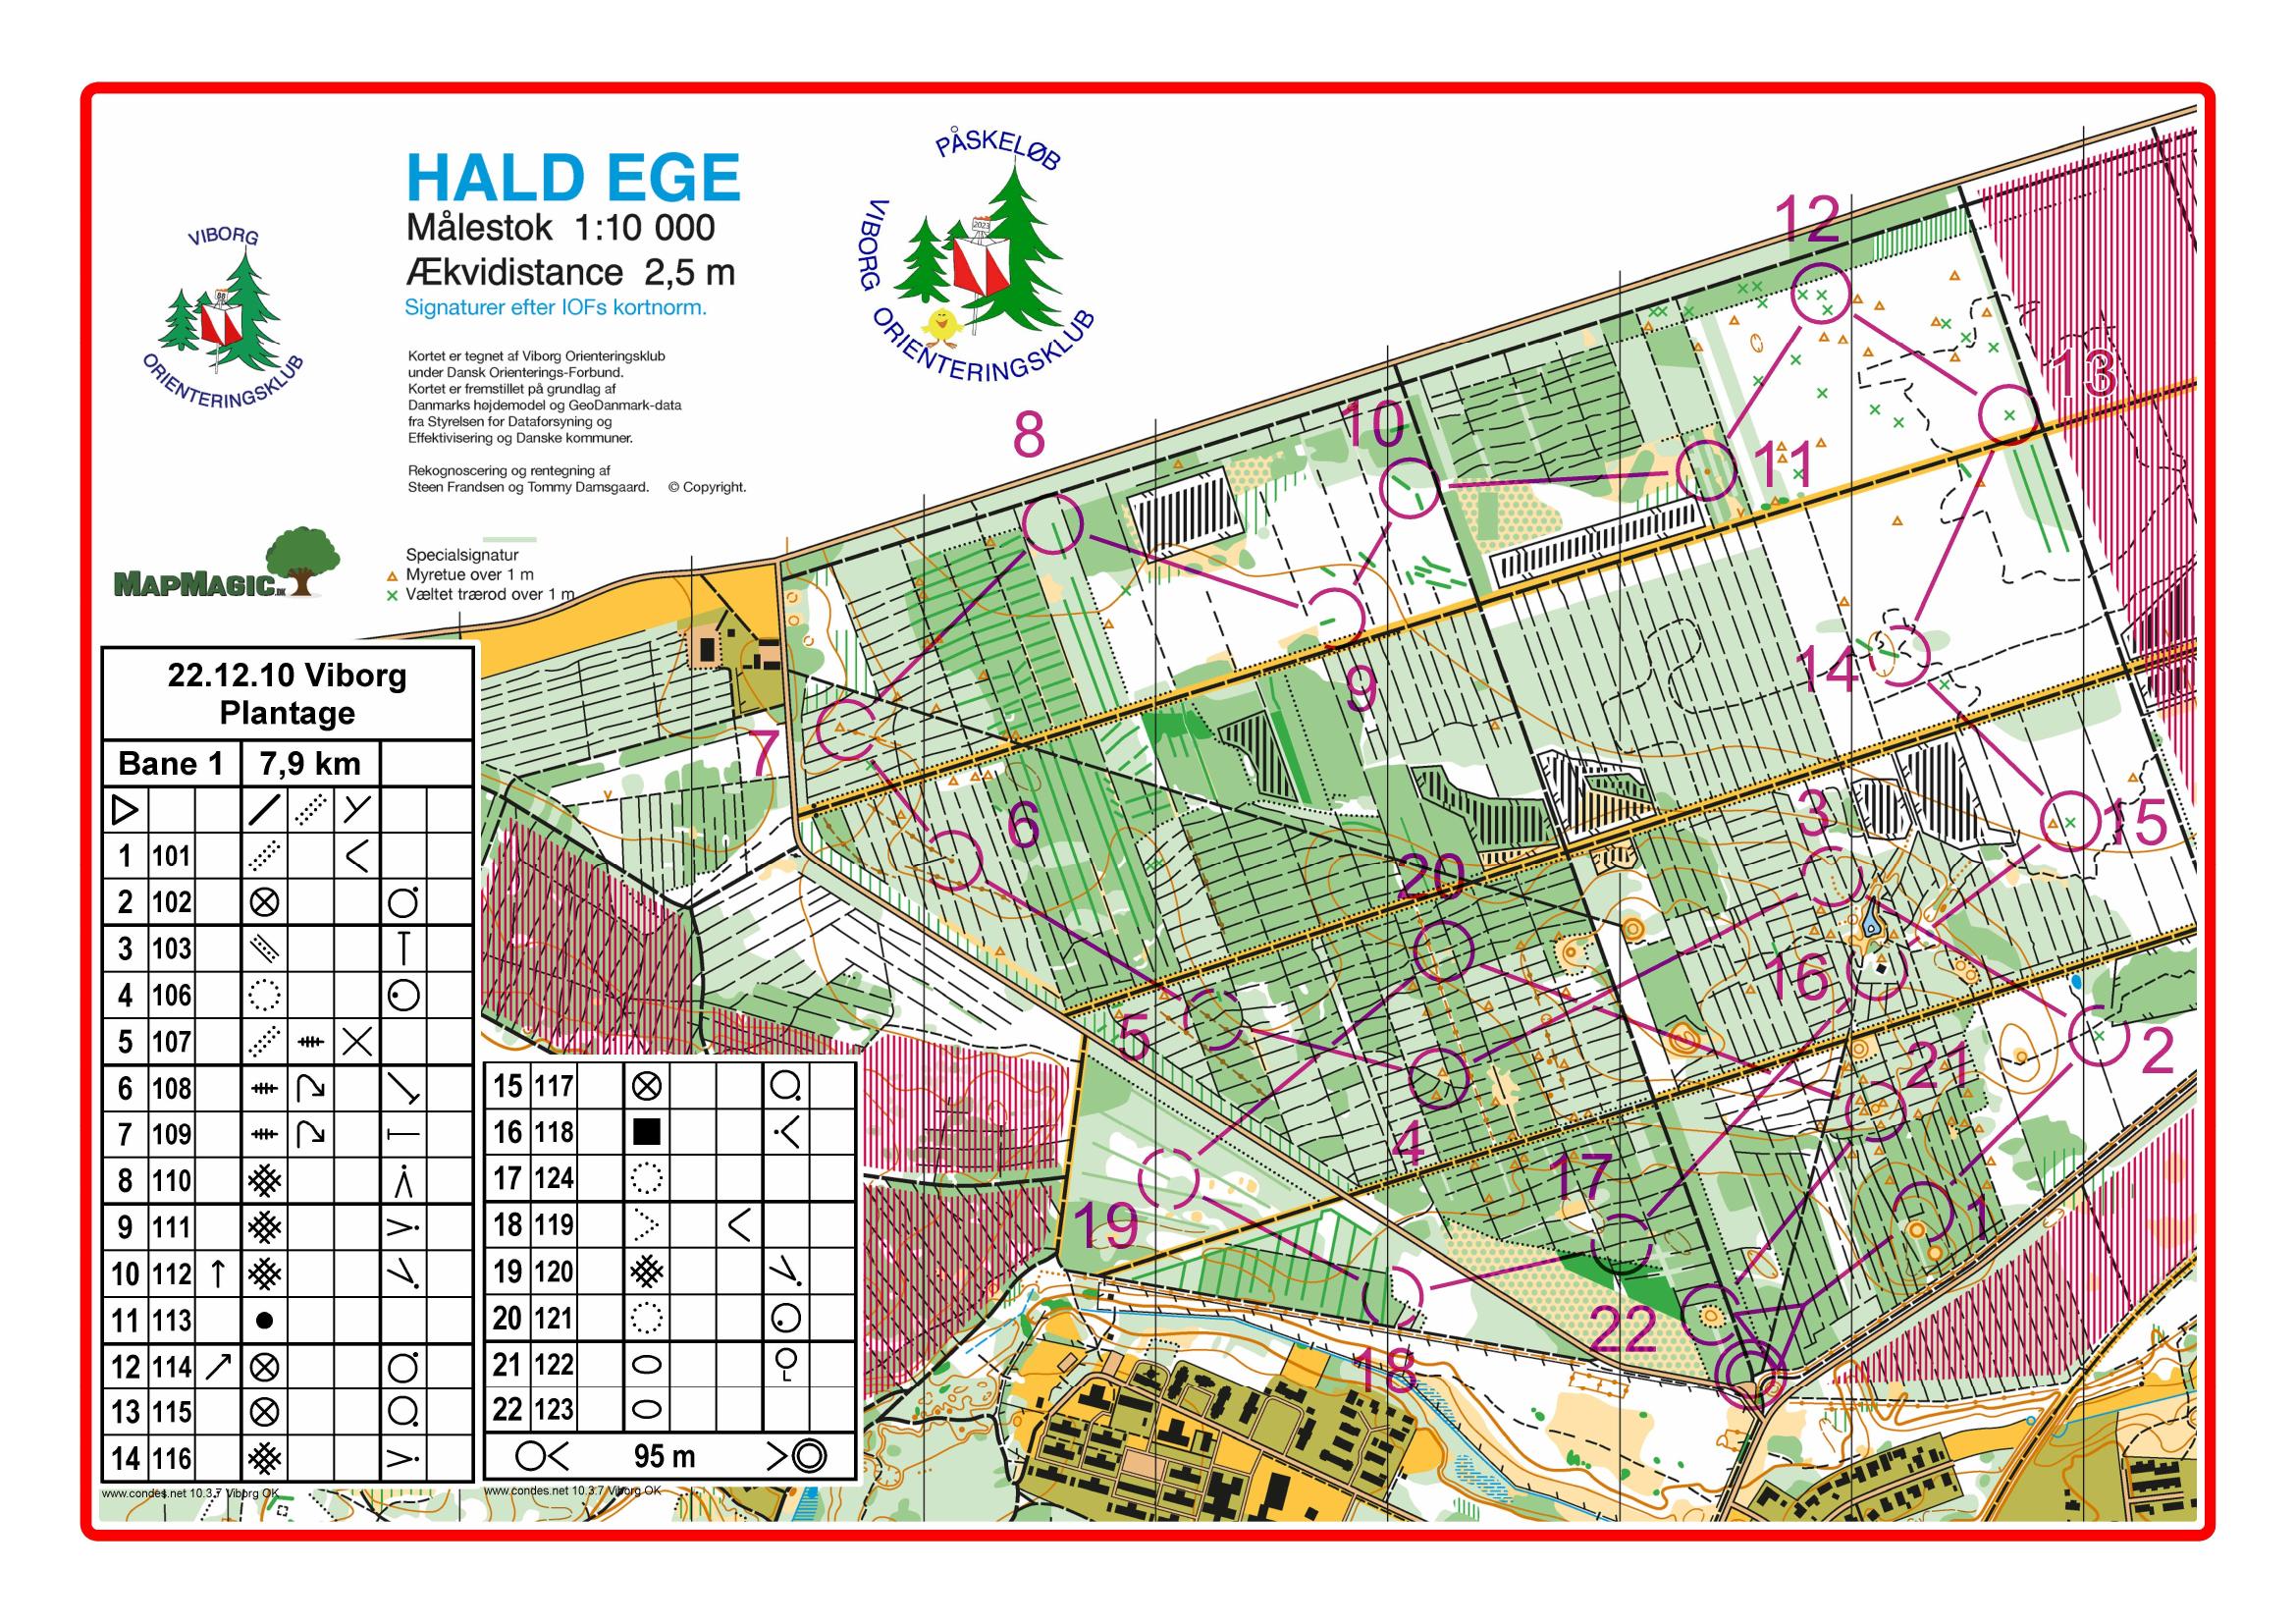 PÅSKELØB
VIBORG
ORIENTERINGSKLUB
2023
VIBORG
ORIENTERINGSKLUB
88
HALD EGE
Målestok 1:10 000
Ækvidistance 2,5 m
Signaturer efter IOFs kortnorm.
Kortet er tegnet af Viborg Orienteringsklub
under Dansk Orienterings-Forbund.
Kortet er fremstillet på grundlag af
Danmarks højdemodel og GeoDanmark-data
fra Styrelsen for Dataforsyning og
Effektivisering og Danske kommuner.
Rekognoscering og rentegning af
Steen Frandsen og Tommy Damsgaard. © Copyright.
MAPMAGIC.DK
Specialsignatur
Myretue over 1 m
Væltet trærod over 1 m
22.12.10 Viborg
Plantage
Bane 1 7,9 km
1 101
2 102
3 103
4 106
5 107
6 108
7 109
8 110
9 111
10 112
11 113
12 114
13 115
14 116
www.condes.net 10.3.7 Viborg OK
15 117
16 118
17 124
18 119
19 120
20 121
21 122
22 123
95 m
www.condes.net 10.3.7 Viborg OK
12
13
8
10
11
9
14
7
6
3
15
20
16
5
2
21
4
17
19
1
22
18